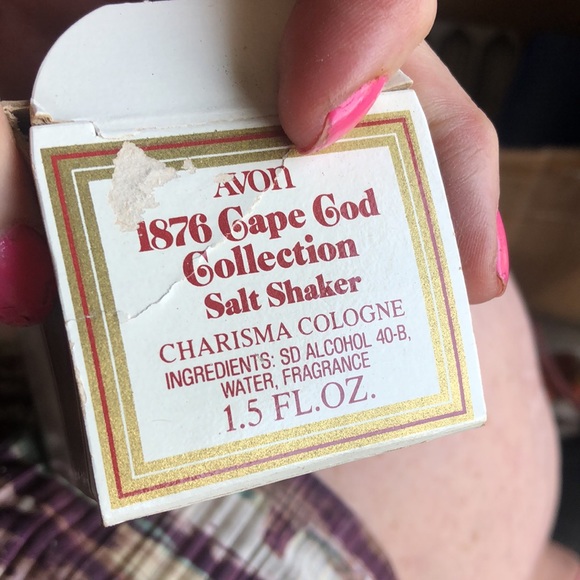 AVON
1876 Cape Cod
Collection
Salt Shaker
CHARISMA COLOGNE
INGREDIENTS: SD ALCOHOL 40-B,
WATER, FRAGRANCE
1.5 FL.OZ.